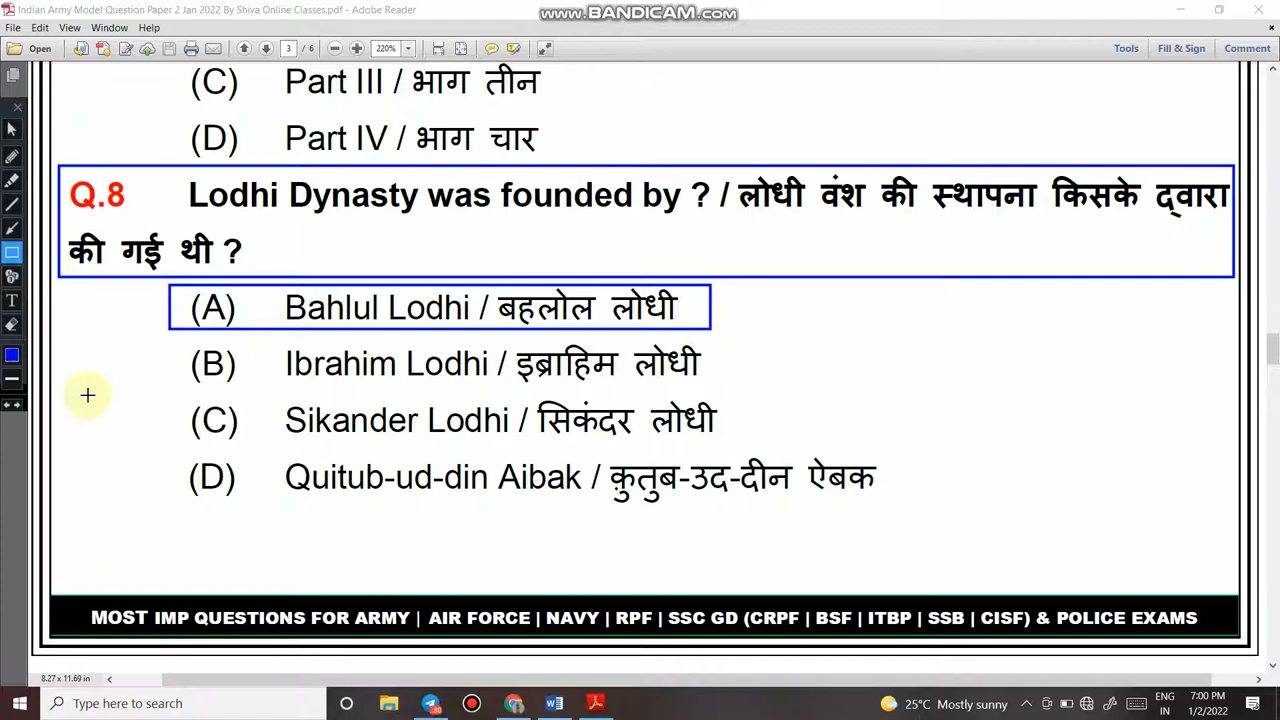 Indian Army Model Question Paper 2 Jan 2022 By Shiva Online Classes.pdf - Adobe Reader
www.BANDICAM.com
File Edit View Window Help
Open 3 / 6 220% Tools Fill & Sign Comment
(C) Part III / भाग तीन
(D) Part IV / भाग चार
Q.8 Lodhi Dynasty was founded by ? / लोधी वंश की स्थापना किसके द्वारा
की गई थी ?
(A) Bahlul Lodhi / बहलोल लोधी
(B) Ibrahim Lodhi / इब्राहिम लोधी
(C) Sikander Lodhi / सिकंदर लोधी
(D) Quitub-ud-din Aibak / क़ुतुब-उद-दीन ऐबक
MOST IMP QUESTIONS FOR ARMY | AIR FORCE | NAVY | RPF | SSC GD (CRPF | BSF | ITBP | SSB | CISF) & POLICE EXAMS
8.27 x 11.69 in
Type here to search
25°C Mostly sunny
ENG
IN
7:00 PM
1/2/2022